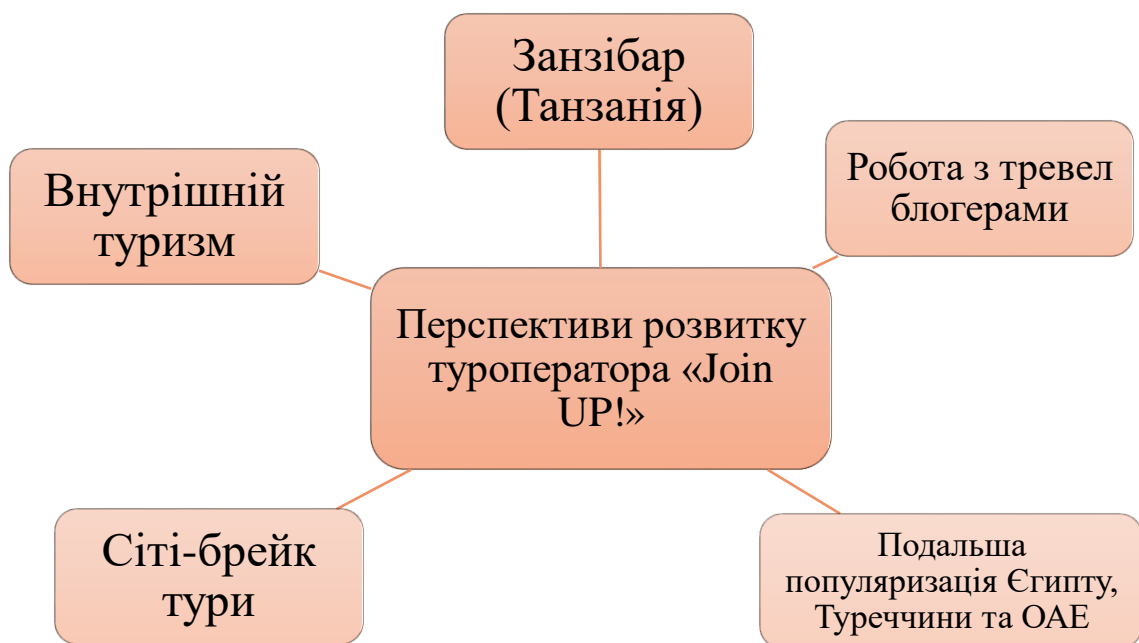 Занзібар
(Танзанія)
Внутрішній
туризм
Робота з тревел
блогерами
Перспективи розвитку
туроператора «Join
UP!»
Сіті-брейк
тури
Подальша
популяризація Єгипту,
Туреччини та ОАЕ